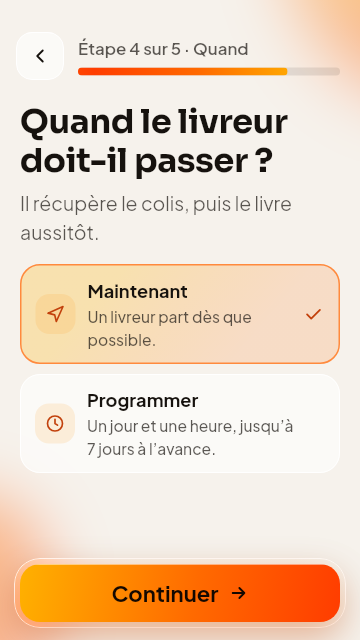 Étape 4 sur 5 · Quand
Quand le livreur
doit-il passer ?
Il récupère le colis, puis le livre
aussitôt.
Maintenant
Un livreur part dès que
possible.
Programmer
Un jour et une heure, jusqu’à
7 jours à l’avance.
Continuer →